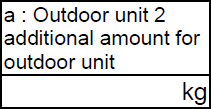 a : Outdoor unit 2
additional amount for
outdoor unit
kg